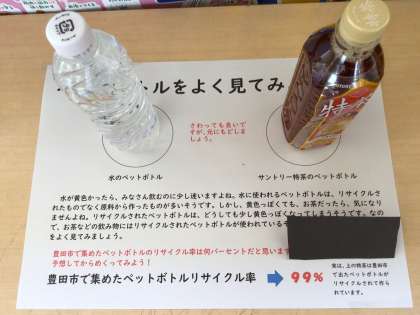 トルをよく見てみ
さわっても良いで
すが、元にもどしま
しょう。
水のペットボトル
サントリー特茶のペットボトル
水が黄色かったら、みなさん飲むのに少し迷いますよね。水に使われるペットボトルは、リサイクルさ
れたものでなく原料から作ったものが多いそうです。しかし、黄色っぽくても、お茶だったら、気になり
ませんよね。リサイクルされたペットボトルは、どうしても少し黄色っぽくなってしまうそうです。なの
で、お茶などの飲み物にはリサイクルされたペットボトルが使われているそ
をよく見てみましょう。
豊田市で集めたペットボトルのリサイクル率は何パーセントだと思います
予想してからめくってみよう!
豊田市で集めたペットボトルリサイクル率
99%
実は、上の特茶は豊田市
で出たペットボトルが
リサイクルされて作ら
れています。
特茶